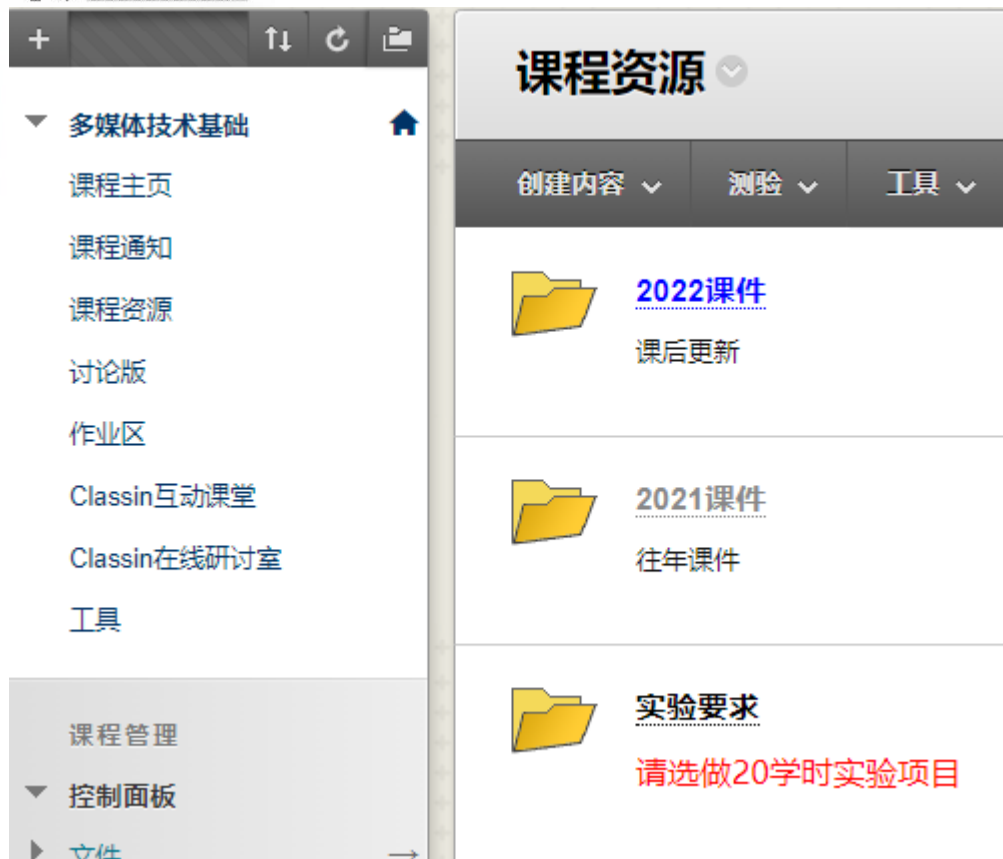 多媒体技术基础
课程主页
课程通知
课程资源
讨论版
作业区
Classin互动课堂
Classin在线研讨室
工具
课程管理
控制面板
文件
课程资源
创建内容
测验
工具
2022课件
课后更新
2021课件
往年课件
实验要求
请选做20学时实验项目